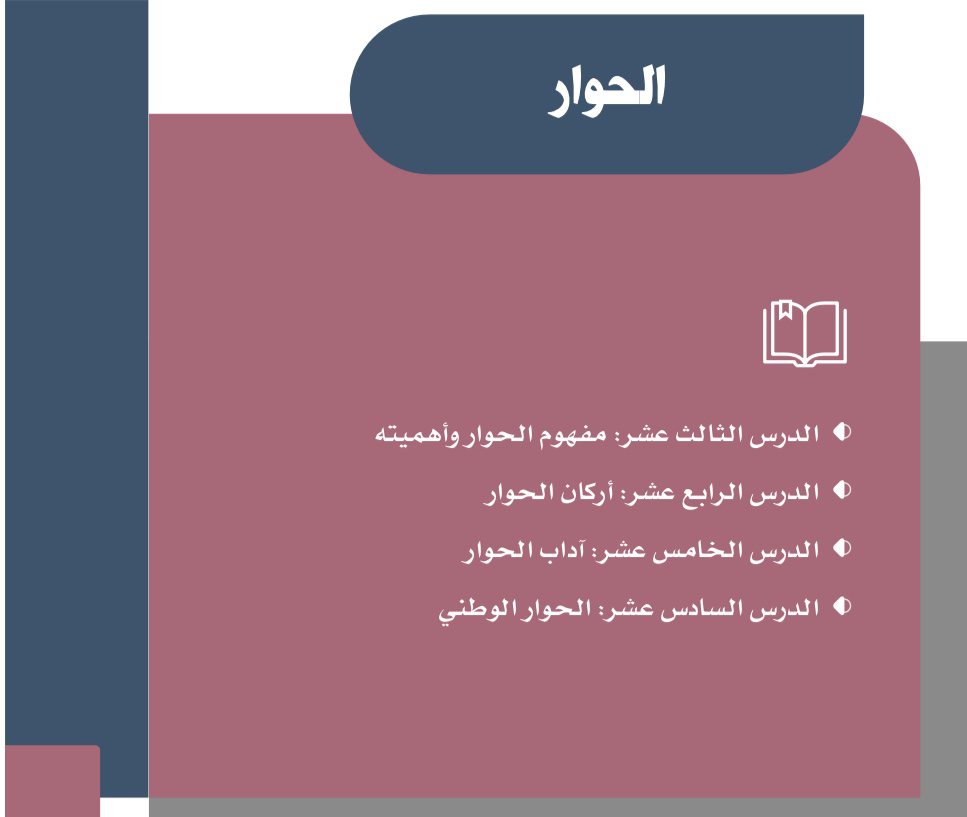 الحوار
الدرس الثالث عشر: مفهوم الحوار وأهميته
الدرس الرابع عشر: أركان الحوار
الدرس الخامس عشر: آداب الحوار
الدرس السادس عشر: الحوار الوطني